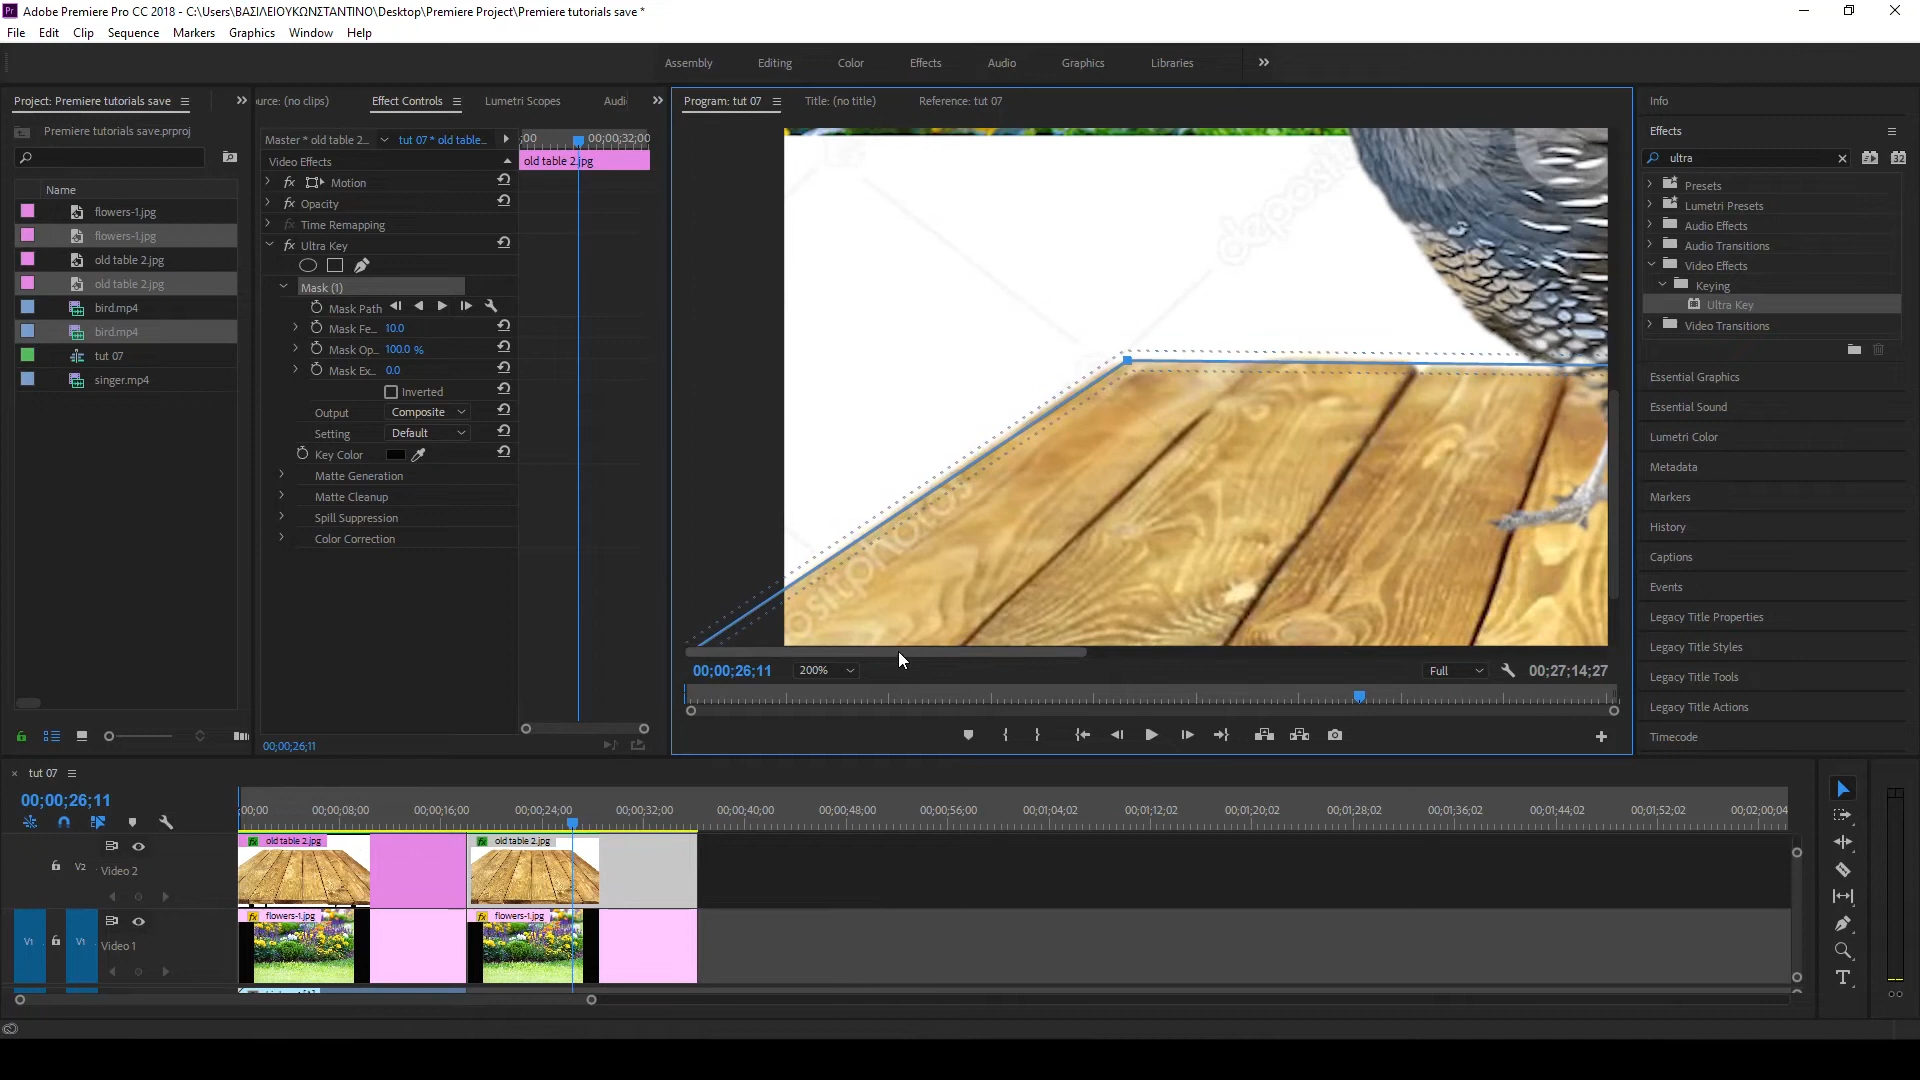 Adobe Premiere Pro CC 2018 - C:\Users\ΒΑΣΙΛΕΙΟΥΚΩΝΣΤΑΝΤΙΝΟ\Desktop\Premiere Project\Premiere tutorials save *
File Edit Clip Sequence Markers Graphics Window Help
Assembly Editing Color Effects Audio Graphics Libraries
Project: Premiere tutorials save
Premiere tutorials save.prproj
Name
flowers-1.jpg
flowers-1.jpg
old table 2.jpg
old table 2.jpg
bird.mp4
bird.mp4
tut 07
singer.mp4
urce: (no clips) Effect Controls Lumetri Scopes Audi
Master * old table 2... tut 07 * old table...
Video Effects
fx Motion
fx Opacity
fx Time Remapping
fx Ultra Key
Mask (1)
Mask Path
Mask Fe... 10.0
Mask Op... 100.0 %
Mask Ex... 0.0
Inverted
Output Composite
Setting Default
Key Color
Matte Generation
Matte Cleanup
Spill Suppression
Color Correction
;00 00;00;32;00
old table 2.jpg
00;00;26;11
Program: tut 07 Title: (no title) Reference: tut 07
depos
ositphotos
00;00;26;11 200% Full 00;27;14;27
Info
Effects
ultra
32
Presets
Lumetri Presets
Audio Effects
Audio Transitions
Video Effects
Keying
Ultra Key
Video Transitions
Essential Graphics
Essential Sound
Lumetri Color
Metadata
Markers
History
Captions
Events
Legacy Title Properties
Legacy Title Styles
Legacy Title Tools
Legacy Title Actions
Timecode
tut 07
00;00;26;11
;00;00 00;00;08;00 00;00;16;00 00;00;24;00 00;00;32;00 00;00;40;00 00;00;48;00 00;00;56;00 00;01;04;02 00;01;12;02 00;01;20;02 00;01;28;02 00;01;36;02 00;01;44;02 00;01;52;02 00;02;00;04
V2 Video 2
fx old table 2.jpg fx old table 2.jpg
V1 V1 Video 1
fx flowers-1.jpg fx flowers-1.jpg